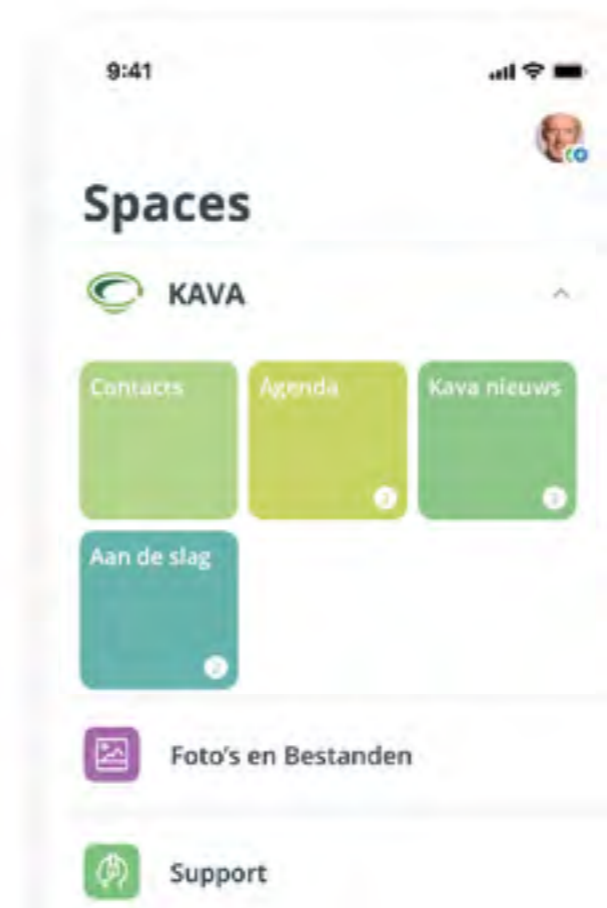 9:41
Spaces
KAVA
Contacts Agenda Kava nieuws
Aan de slag
Foto's en Bestanden
Support